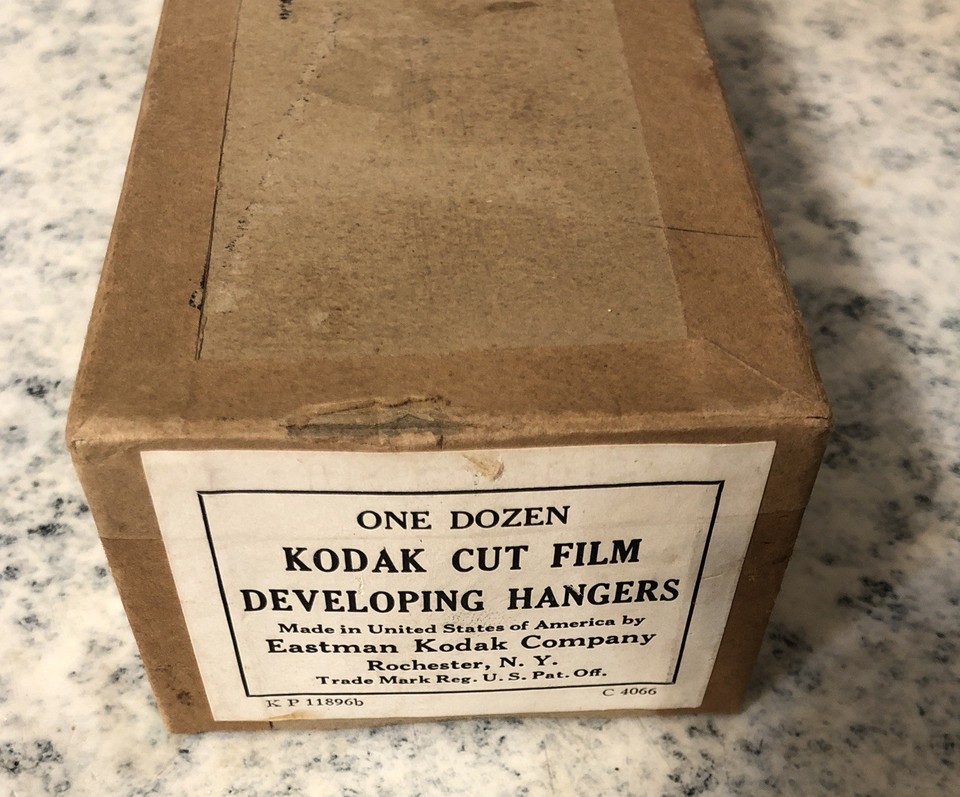 ONE DOZEN
KODAK CUT FILM
DEVELOPING HANGERS
Made in United States of America by
Eastman Kodak Company
Rochester, N. Y.
Trade Mark Reg. U. S. Pat. Off.
K P 11896b C 4066